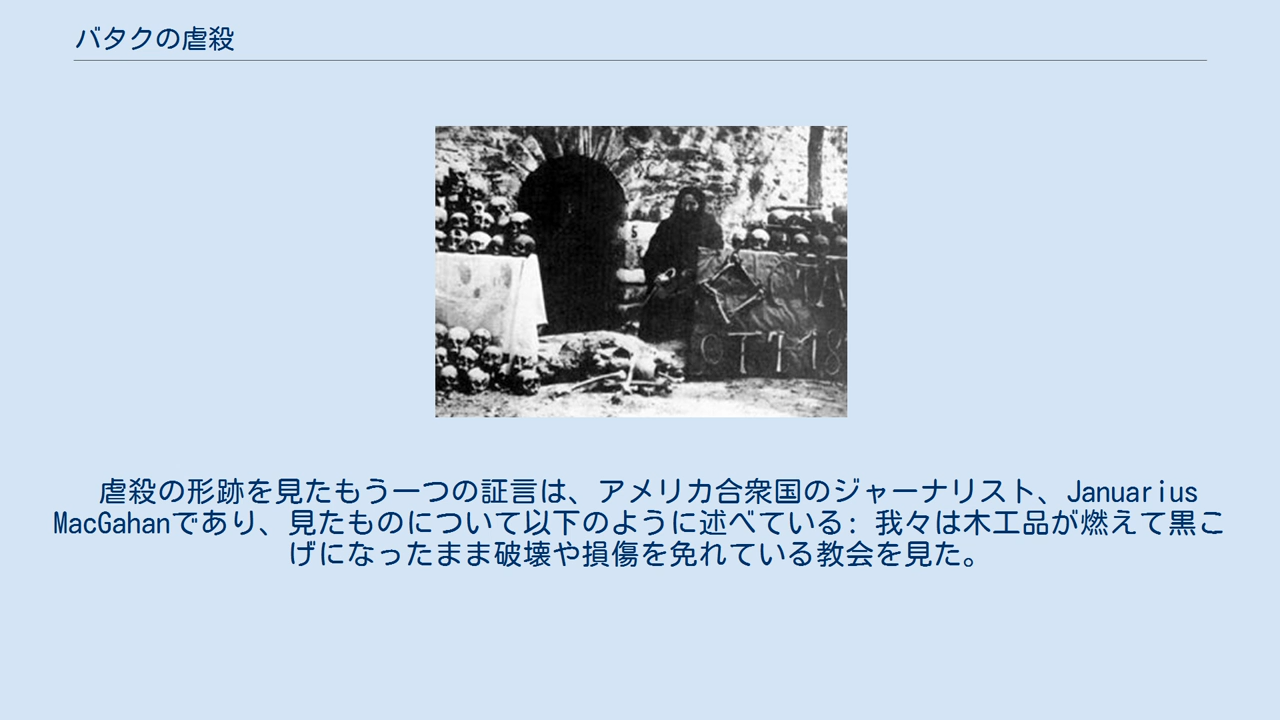 バタクの虐殺
虐殺の形跡を見たもう一つの証言は、アメリカ合衆国のジャーナリスト、Januarius
MacGahanであり、見たものについて以下のように述べている: 我々は木工品が燃えて黒こ
げになったまま破壊や損傷を免れている教会を見た。